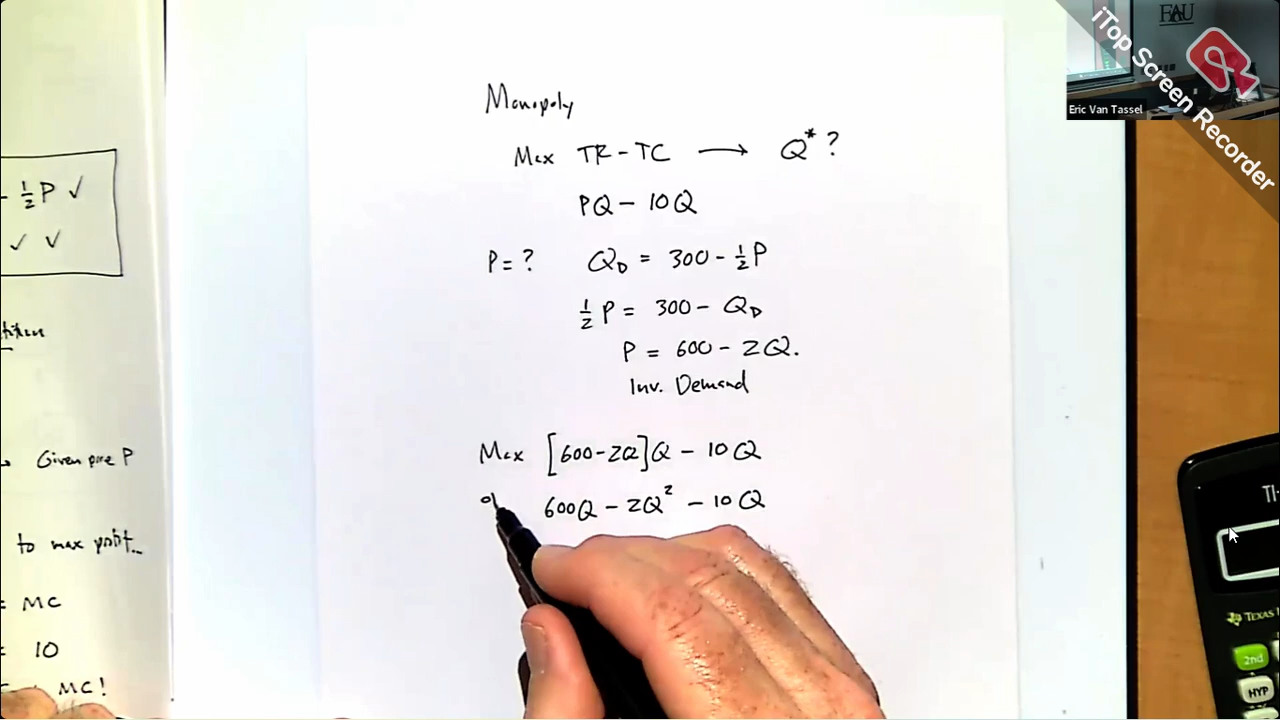 Monopoly
Max TR - TC → Q* ?
PQ - 10Q
P = ? Q_D = 300 - ½P
½P = 300 - Q_D
P = 600 - 2Q.
Inv. Demand
Max [600-2Q]Q - 10Q
600Q - 2Q² - 10Q
- ½P ✓
✓ ✓
Given price P
to max profit
= MC
= 10
MC!
FAU
Eric Van Tassel
iTop Screen Recorder
TI-
TEXAS
2nd
HYP